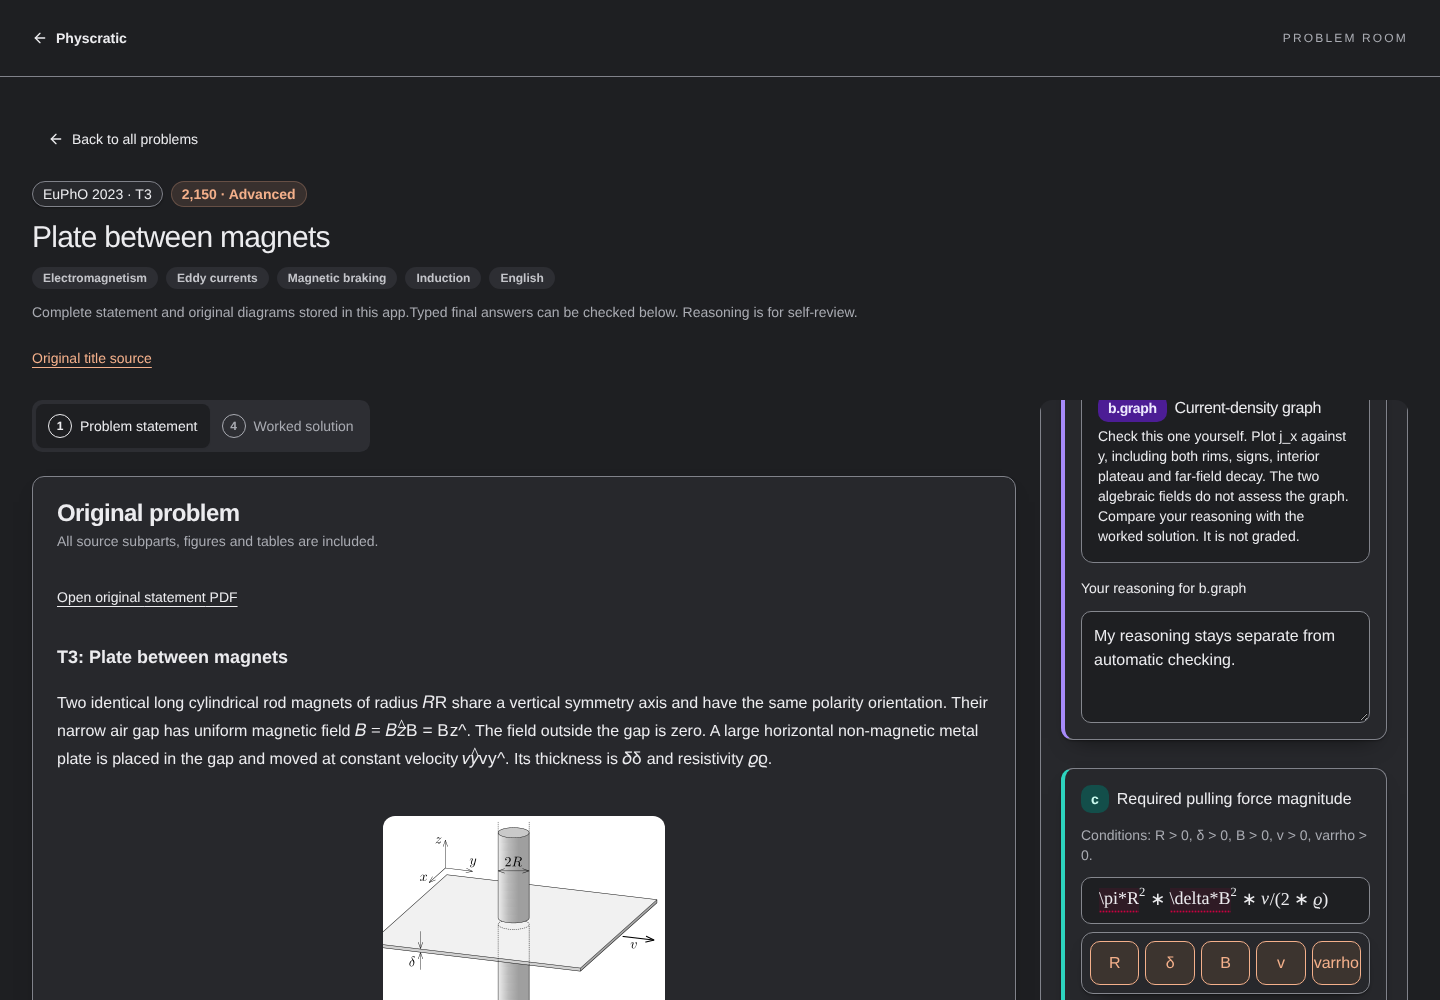 Physcratic
PROBLEM ROOM
Back to all problems
EuPhO 2023 · T3
2,150 · Advanced
Plate between magnets
Electromagnetism
Eddy currents
Magnetic braking
Induction
English
Complete statement and original diagrams stored in this app.Typed final answers can be checked below. Reasoning is for self-review.
Original title source
1 Problem statement
4 Worked solution
Original problem
All source subparts, figures and tables are included.
Open original statement PDF
T3: Plate between magnets
Two identical long cylindrical rod magnets of radius RR share a vertical symmetry axis and have the same polarity orientation. Their
narrow air gap has uniform magnetic field B = BẑB = Bz^. The field outside the gap is zero. A large horizontal non-magnetic metal
plate is placed in the gap and moved at constant velocity vŷvy^. Its thickness is δδ and resistivity ϱϱ.
z
y
x
2R
v
δ
b.graph Current-density graph
Check this one yourself. Plot j_x against
y, including both rims, signs, interior
plateau and far-field decay. The two
algebraic fields do not assess the graph.
Compare your reasoning with the
worked solution. It is not graded.
Your reasoning for b.graph
My reasoning stays separate from
automatic checking.
c Required pulling force magnitude
Conditions: R > 0, δ > 0, B > 0, v > 0, varrho >
0.
\pi*R² ∗ \delta*B² ∗ v/(2 ∗ ϱ)
R
δ
B
v
varrho